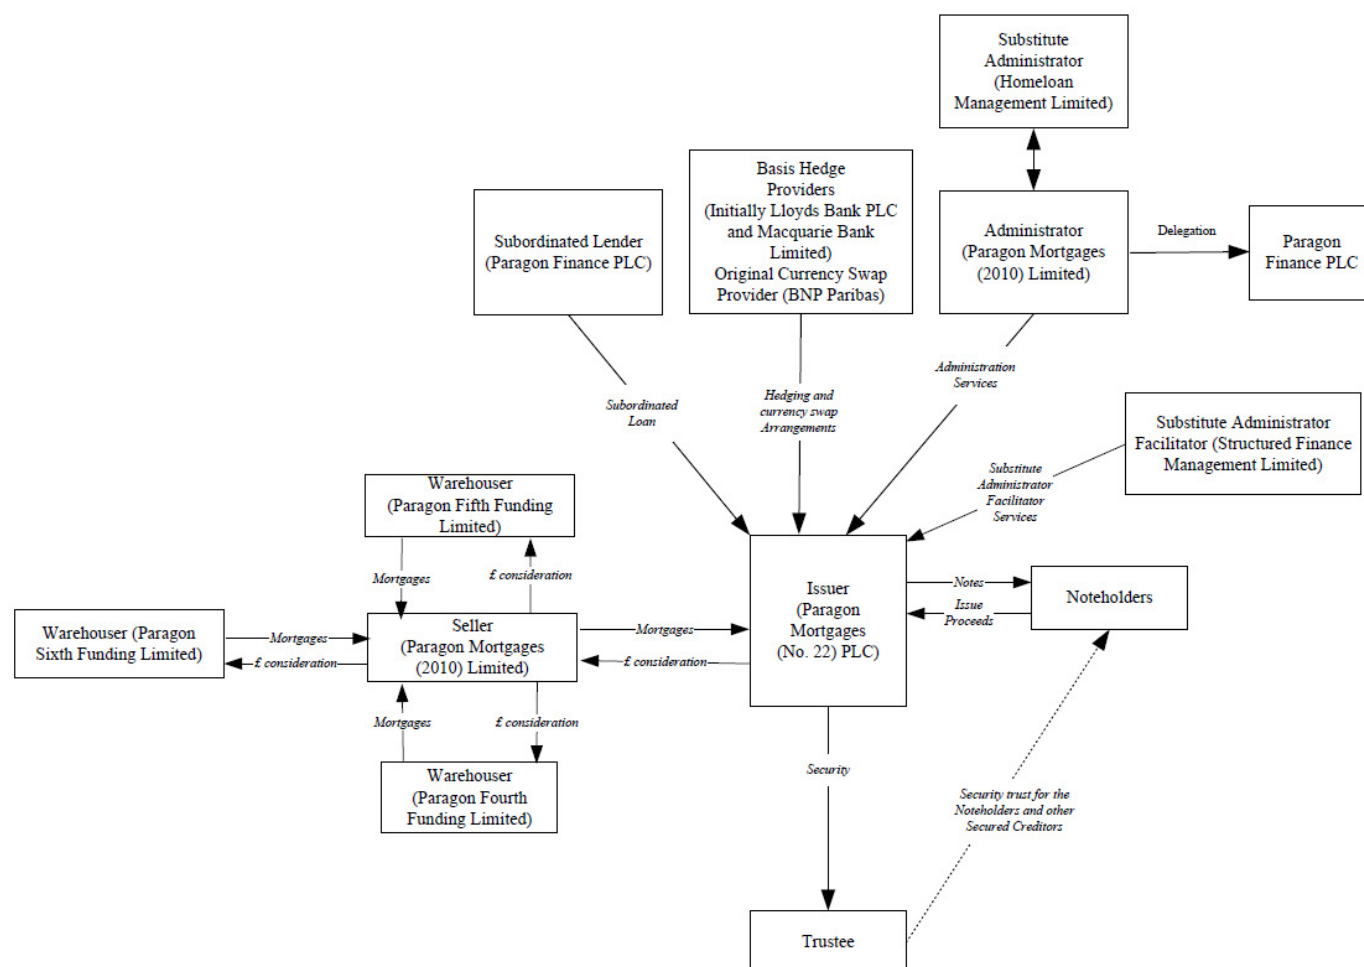 Substitute
Administrator
(Homeloan
Management Limited)
Basis Hedge
Providers
(Initially Lloyds Bank PLC
and Macquarie Bank
Limited)
Original Currency Swap
Provider (BNP Paribas)
Subordinated Lender
(Paragon Finance PLC)
Administrator
(Paragon Mortgages
(2010) Limited)
Delegation
Paragon
Finance PLC
Administration
Services
Subordinated
Loan
Hedging and
currency swap
Arrangements
Substitute Administrator
Facilitator (Structured Finance
Management Limited)
Substitute
Administrator
Facilitator
Services
Warehouser
(Paragon Fifth Funding
Limited)
Mortgages
£ consideration
Issuer
(Paragon
Mortgages
(No. 22) PLC)
Notes
Issue
Proceeds
Noteholders
Warehouser (Paragon
Sixth Funding Limited)
Mortgages
£ consideration
Seller
(Paragon Mortgages
(2010) Limited)
Mortgages
£ consideration
Mortgages
£ consideration
Warehouser
(Paragon Fourth
Funding Limited)
Security
Security trust for the
Noteholders and other
Secured Creditors
Trustee